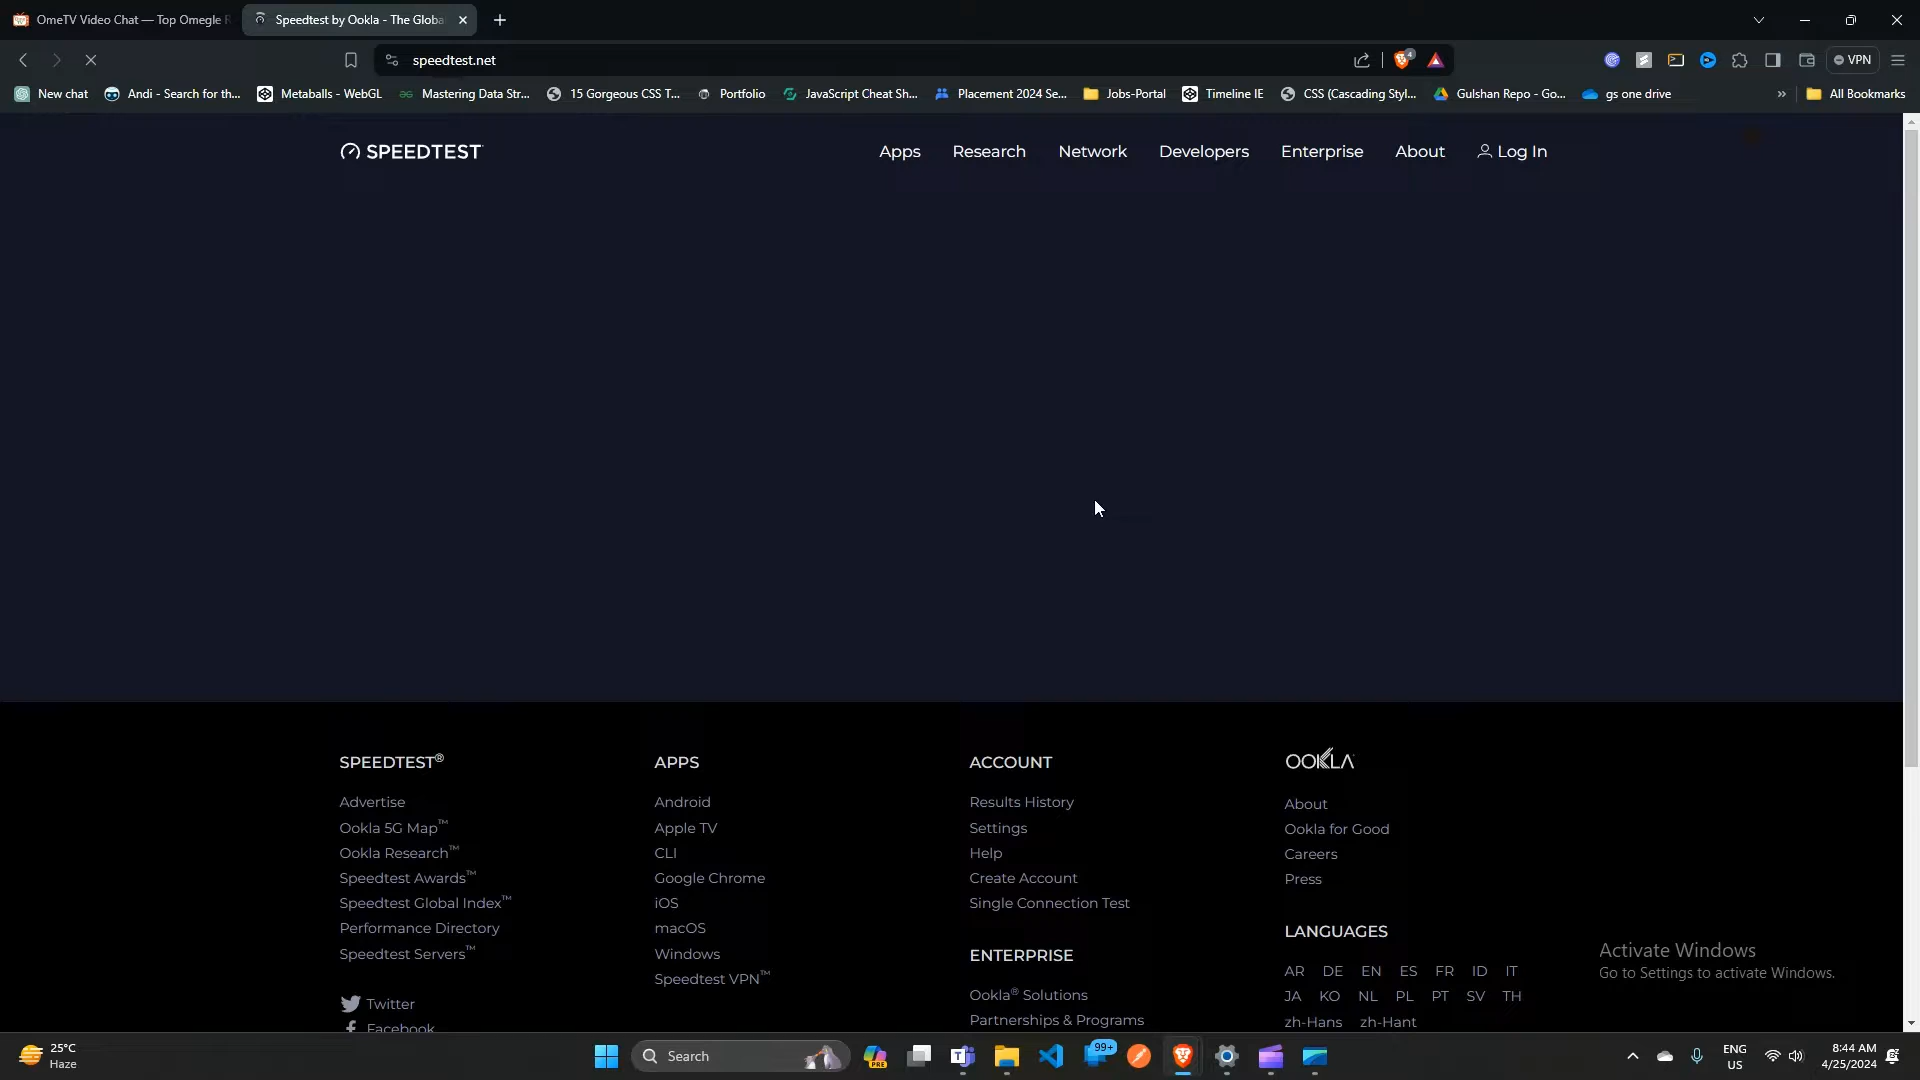 OmeTV Video Chat — Top Omegle R
Speedtest by Ookla - The Globa
speedtest.net
4
VPN
New chat
Andi - Search for th...
Metaballs - WebGL
Mastering Data Str...
15 Gorgeous CSS T...
Portfolio
JavaScript Cheat Sh...
Placement 2024 Se...
Jobs-Portal
Timeline IE
CSS (Cascading Styl...
Gulshan Repo - Go...
gs one drive
»
All Bookmarks
SPEEDTEST
Apps
Research
Network
Developers
Enterprise
About
Log In
SPEEDTEST®
Advertise
Ookla 5G Map™
Ookla Research™
Speedtest Awards™
Speedtest Global Index™
Performance Directory
Speedtest Servers™
Twitter
Facebook
APPS
Android
Apple TV
CLI
Google Chrome
iOS
macOS
Windows
Speedtest VPN™
ACCOUNT
Results History
Settings
Help
Create Account
Single Connection Test
ENTERPRISE
Ookla® Solutions
Partnerships & Programs
OOKLA
About
Ookla for Good
Careers
Press
LANGUAGES
AR DE EN ES FR ID IT
JA KO NL PL PT SV TH
zh-Hans zh-Hant
Activate Windows
Go to Settings to activate Windows.
25°C
Haze
Search
PRE
99+
ENG
US
8:44 AM
4/25/2024